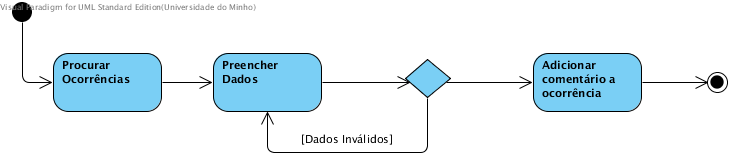 Visual Paradigm for UML Standard Edition(Universidade do Minho)
Procurar
Ocorrências
Preencher
Dados
Adicionar
comentário a
ocorrência
[Dados Inválidos]